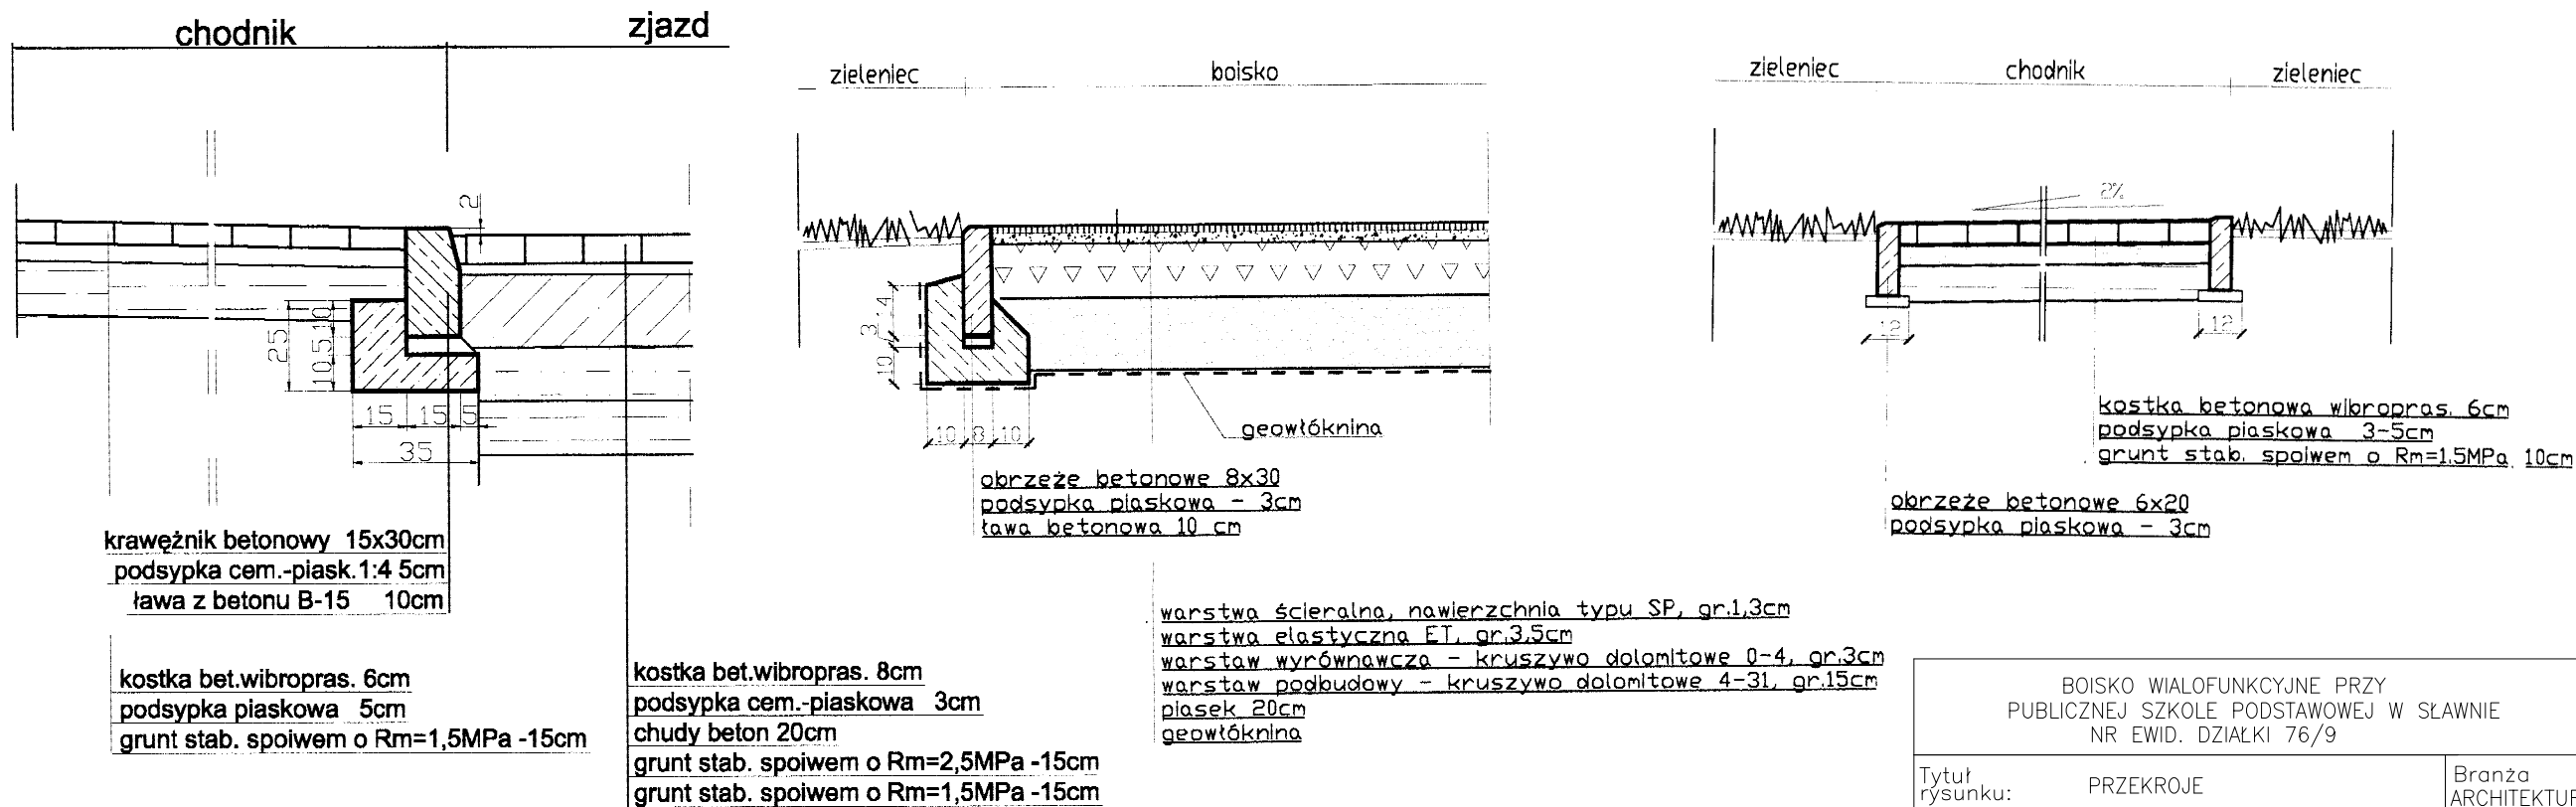 chodnik
zjazd
2
25
10
5
10
15
15
5
35
krawężnik betonowy 15x30cm
podsypka cem.-piask.1:4 5cm
ława z betonu B-15 10cm
kostka bet.wibropras. 6cm
podsypka piaskowa 5cm
grunt stab. spoiwem o Rm=1,5MPa -15cm
kostka bet.wibropras. 8cm
podsypka cem.-piaskowa 3cm
chudy beton 20cm
grunt stab. spoiwem o Rm=2,5MPa -15cm
grunt stab. spoiwem o Rm=1,5MPa -15cm
zieleniec
boisko
14
3
10
10
8
10
geowłóknina
obrzeże betonowe 8x30
podsypka piaskowa - 3cm
ława betonowa 10 cm
warstwa ścieralna, nawierzchnia typu SP, gr.1,3cm
warstwa elastyczna ET, gr.3,5cm
warstaw wyrównawcza - kruszywo dolomitowe 0-4, gr.3cm
warstaw podbudowy - kruszywo dolomitowe 4-31, gr.15cm
piasek 20cm
geowłóknina
zieleniec
chodnik
zieleniec
2%
12
12
kostka betonowa wibropras. 6cm
podsypka piaskowa 3-5cm
grunt stab. spoiwem o Rm=1.5MPa 10cm
obrzeże betonowe 6x20
podsypka piaskowa - 3cm
BOISKO WIALOFUNKCYJNE PRZY
PUBLICZNEJ SZKOLE PODSTAWOWEJ W SŁAWNIE
NR EWID. DZIAŁKI 76/9
Tytuł
rysunku:
PRZEKROJE
Branża
ARCHITEKTUR